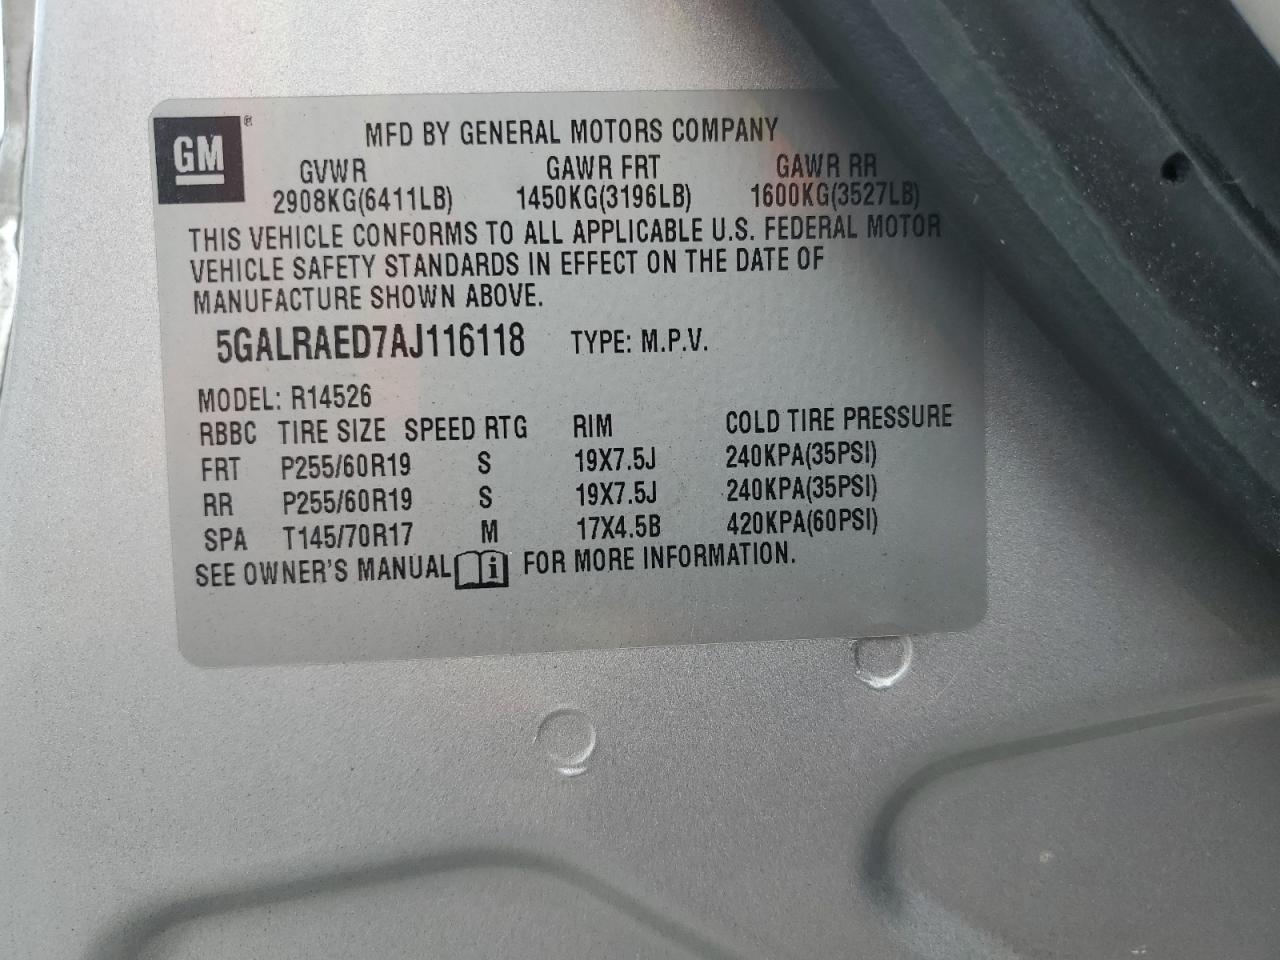 GM ®
MFD BY GENERAL MOTORS COMPANY
GVWR GAWR FRT GAWR RR
2908KG(6411LB) 1450KG(3196LB) 1600KG(3527LB)
THIS VEHICLE CONFORMS TO ALL APPLICABLE U.S. FEDERAL MOTOR
VEHICLE SAFETY STANDARDS IN EFFECT ON THE DATE OF
MANUFACTURE SHOWN ABOVE.
5GALRAED7AJ116118 TYPE: M.P.V.
MODEL: R14526
RBBC TIRE SIZE SPEED RTG RIM COLD TIRE PRESSURE
FRT P255/60R19 S 19X7.5J 240KPA(35PSI)
RR P255/60R19 S 19X7.5J 240KPA(35PSI)
SPA T145/70R17 M 17X4.5B 420KPA(60PSI)
SEE OWNER'S MANUAL i FOR MORE INFORMATION.